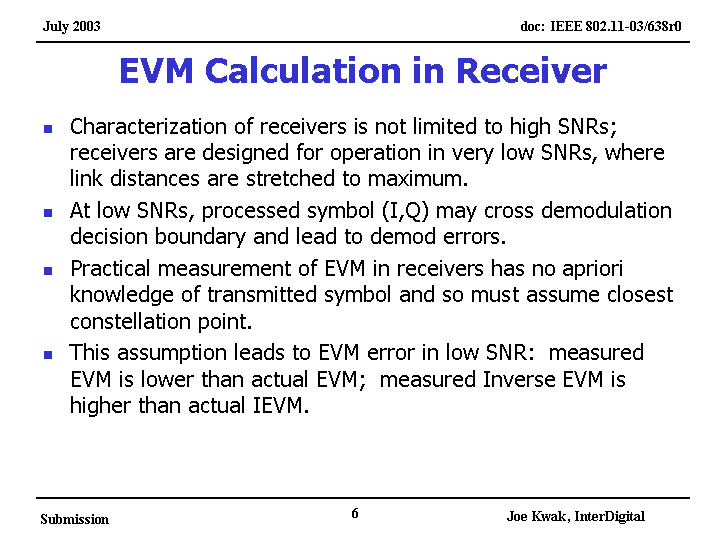 July 2003
doc: IEEE 802.11-03/638r0
EVM Calculation in Receiver
Characterization of receivers is not limited to high SNRs;
receivers are designed for operation in very low SNRs, where
link distances are stretched to maximum.
At low SNRs, processed symbol (I,Q) may cross demodulation
decision boundary and lead to demod errors.
Practical measurement of EVM in receivers has no apriori
knowledge of transmitted symbol and so must assume closest
constellation point.
This assumption leads to EVM error in low SNR: measured
EVM is lower than actual EVM; measured Inverse EVM is
higher than actual IEVM.
Submission
6
Joe Kwak, InterDigital